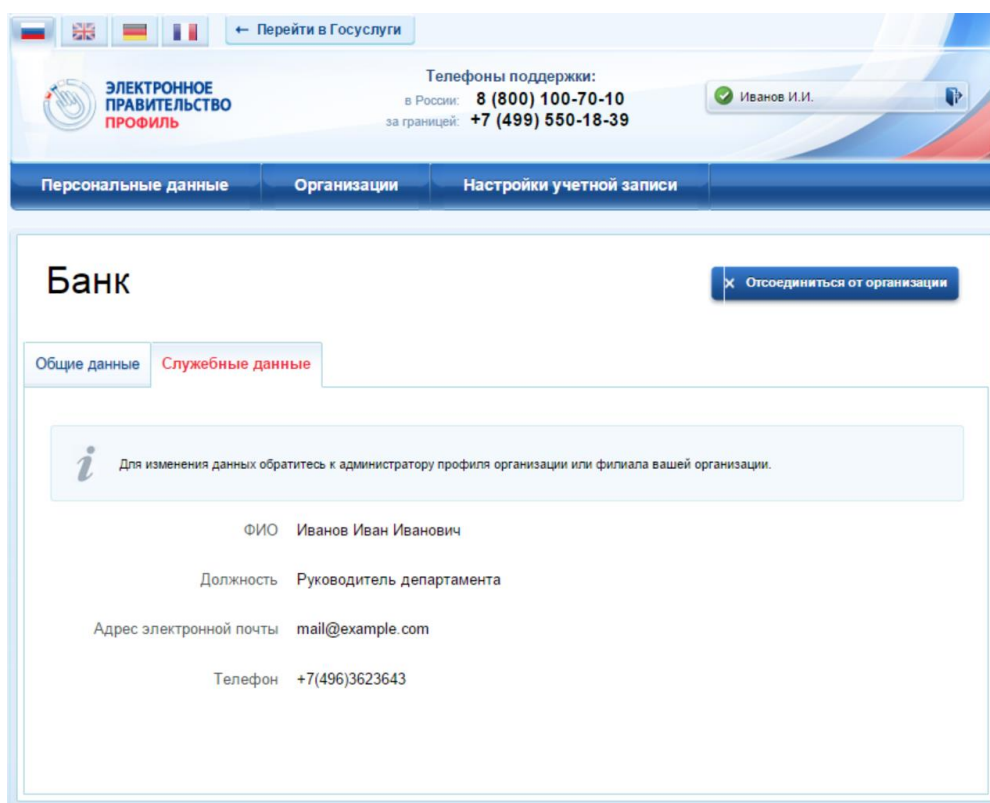 ← Перейти в Госуслуги
ЭЛЕКТРОННОЕ
ПРАВИТЕЛЬСТВО
ПРОФИЛЬ
Телефоны поддержки:
в России: 8 (800) 100-70-10
за границей: +7 (499) 550-18-39
Иванов И.И.
Персональные данные Организации Настройки учетной записи
Банк
× Отсоединиться от организации
Общие данные Служебные данные
Для изменения данных обратитесь к администратору профиля организации или филиала вашей организации.
ФИО Иванов Иван Иванович
Должность Руководитель департамента
Адрес электронной почты mail@example.com
Телефон +7(496)3623643